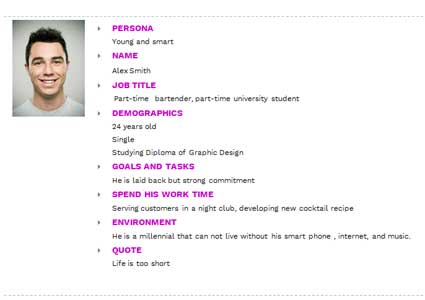 PERSONA
Young and smart
NAME
Alex Smith
JOB TITLE
Part-time bartender, part-time university student
DEMOGRAPHICS
24 years old
Single
Studying Diploma of Graphic Design
GOALS AND TASKS
He is laid back but strong commitment
SPEND HIS WORK TIME
Serving customers in a night club, developing new cocktail recipe
ENVIRONMENT
He is a millennial that can not live without his smart phone , internet, and music.
QUOTE
Life is too short